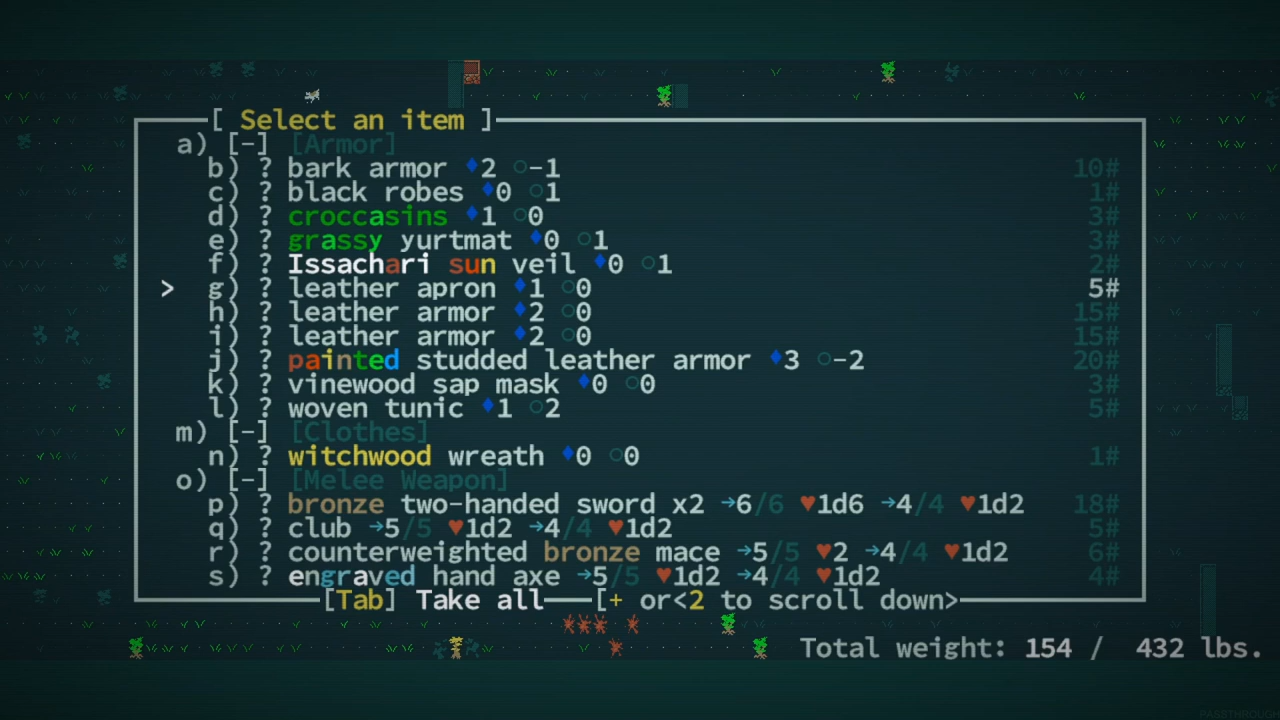 [ Select an item ]
a) [-] [Armor]
b) ? bark armor ♦2 ○-1 10#
c) ? black robes ♦0 ○1 1#
d) ? croccasins ♦1 ○0 3#
e) ? grassy yurtmat ♦0 ○1 3#
f) ? Issachari sun veil ♦0 ○1 2#
> g) ? leather apron ♦1 ○0 5#
h) ? leather armor ♦2 ○0 15#
i) ? leather armor ♦2 ○0 15#
j) ? painted studded leather armor ♦3 ○-2 20#
k) ? vinewood sap mask ♦0 ○0 3#
l) ? woven tunic ♦1 ○2 5#
m) [-] [Clothes]
n) ? witchwood wreath ♦0 ○0 1#
o) [-] [Melee Weapon]
p) ? bronze two-handed sword x2 →6/6 ♥1d6 →4/4 ♥1d2 18#
q) ? club →5/5 ♥1d2 →4/4 ♥1d2 5#
r) ? counterweighted bronze mace →5/5 ♥2 →4/4 ♥1d2 6#
s) ? engraved hand axe →5/5 ♥1d2 →4/4 ♥1d2 4#
[Tab] Take all [+ or<2 to scroll down>
Total weight: 154 / 432 lbs.